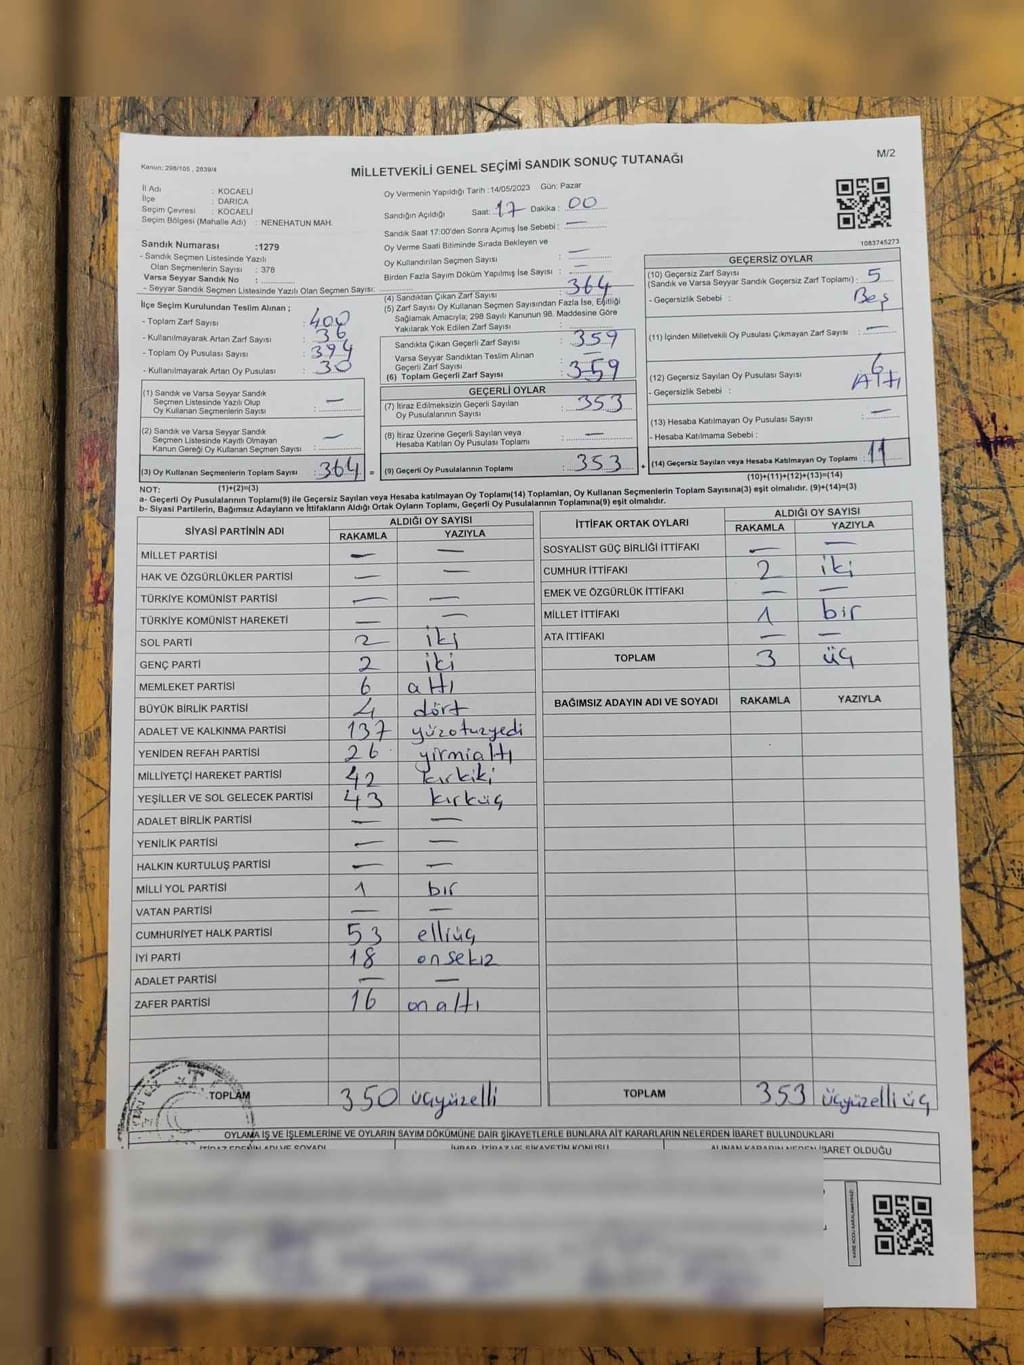 Kanun: 298/105 , 2839/4
MİLLETVEKİLİ GENEL SEÇİMİ SANDIK SONUÇ TUTANAĞI
M/2
İl Adı : KOCAELİ
İlçe : DARICA
Seçim Çevresi : KOCAELİ
Seçim Bölgesi (Mahalle Adı) : NENEHATUN MAH.
Oy Vermenin Yapıldığı Tarih :14/05/2023 Gün: Pazar
Sandığın Açıldığı Saat: 17 Dakika : 00
Sandık Saat 17:00'den Sonra Açımış İse Sebebi : —
Oy Verme Saati Bitiminde Sırada Bekleyen ve
Oy Kullandırılan Seçmen Sayısı : —
Birden Fazla Sayım Döküm Yapılmış İse Sayısı : —
1083745273
Sandık Numarası :1279
- Sandık Seçmen Listesinde Yazılı
Olan Seçmenlerin Sayısı : 378
Varsa Seyyar Sandık No :
- Seyyar Sandık Seçmen Listesinde Yazılı Olan Seçmen Sayısı:
İlçe Seçim Kurulundan Teslim Alınan ;
- Toplam Zarf Sayısı : 400
- Kullanılmayarak Artan Zarf Sayısı : 36
- Toplam Oy Pusulası Sayısı : 394
- Kullanılmayarak Artan Oy Pusulası : 30
(1) Sandık ve Varsa Seyyar Sandık
Seçmen Listesinde Yazılı Olup
Oy Kullanan Seçmenlerin Sayısı : —
(2) Sandık ve Varsa Seyyar Sandık
Seçmen Listesinde Kayıtlı Olmayan
Kanun Gereği Oy Kullanan Seçmen Sayısı : —
(3) Oy Kullanan Seçmenlerin Toplam Sayısı : 364 =
(1)+(2)=(3)
(4) Sandıktan Çıkan Zarf Sayısı : 364
(5) Zarf Sayısı Oy Kullanan Seçmen Sayısından Fazla İse, Eşitliği
Sağlamak Amacıyla; 298 Sayılı Kanunun 98. Maddesine Göre
Yakılarak Yok Edilen Zarf Sayısı :
Sandıkta Çıkan Geçerli Zarf Sayısı : 359
Varsa Seyyar Sandıktan Teslim Alınan
Geçerli Zarf Sayısı : —
(6) Toplam Geçerli Zarf Sayısı : 359
GEÇERLİ OYLAR
(7) İtiraz Edilmeksizin Geçerli Sayılan
Oy Pusulalarının Sayısı : 353
(8) İtiraz Üzerine Geçerli Sayılan veya
Hesaba Katılan Oy Pusulası Toplamı : —
(9) Geçerli Oy Pusulalarının Toplamı : 353 +
GEÇERSİZ OYLAR
(10) Geçersiz Zarf Sayısı
(Sandık ve Varsa Seyyar Sandık Geçersiz Zarf Toplamı) : 5
- Geçersizlik Sebebi : Beş
(11) İçinden Milletvekili Oy Pusulası Çıkmayan Zarf Sayısı : —
(12) Geçersiz Sayılan Oy Pusulası Sayısı : 6
- Geçersizlik Sebebi : Altı
(13) Hesaba Katılmayan Oy Pusulası Sayısı : —
- Hesaba Katılmama Sebebi :
(14) Geçersiz Sayılan veya Hesaba Katılmayan Oy Toplamı : 11
(10)+(11)+(12)+(13)=(14)
NOT:
a- Geçerli Oy Pusulalarının Toplamı(9) ile Geçersiz Sayılan veya Hesaba katılmayan Oy Toplamı(14) Toplamları, Oy Kullanan Seçmenlerin Toplam Sayısına(3) eşit olmalıdır. (9)+(14)=(3)
b- Siyasi Partilerin, Bağımsız Adayların ve İttifakların Aldığı Ortak Oyların Toplamı, Geçerli Oy Pusulalarının Toplamına(9) eşit olmalıdır.
SİYASİ PARTİNİN ADI ALDIĞI OY SAYISI
RAKAMLA YAZIYLA
MİLLET PARTİSİ — —
HAK VE ÖZGÜRLÜKLER PARTİSİ — —
TÜRKİYE KOMÜNİST PARTİSİ — —
TÜRKİYE KOMÜNİST HAREKETİ — —
SOL PARTİ 2 iki
GENÇ PARTİ 2 iki
MEMLEKET PARTİSİ 6 altı
BÜYÜK BİRLİK PARTİSİ 4 dört
ADALET VE KALKINMA PARTİSİ 137 yüzotuzyedi
YENİDEN REFAH PARTİSİ 26 yirmialtı
MİLLİYETÇİ HAREKET PARTİSİ 42 kırkiki
YEŞİLLER VE SOL GELECEK PARTİSİ 43 kırküç
ADALET BİRLİK PARTİSİ — —
YENİLİK PARTİSİ — —
HALKIN KURTULUŞ PARTİSİ — —
MİLLİ YOL PARTİSİ 1 bir
VATAN PARTİSİ — —
CUMHURİYET HALK PARTİSİ 53 elliüç
İYİ PARTİ 18 onsekiz
ADALET PARTİSİ — —
ZAFER PARTİSİ 16 onaltı
TOPLAM 350 üçyüzelli
İTTİFAK ORTAK OYLARI ALDIĞI OY SAYISI
RAKAMLA YAZIYLA
SOSYALİST GÜÇ BİRLİĞİ İTTİFAKI — —
CUMHUR İTTİFAKI 2 iki
EMEK VE ÖZGÜRLÜK İTTİFAKI — —
MİLLET İTTİFAKI 1 bir
ATA İTTİFAKI — —
TOPLAM 3 üç
BAĞIMSIZ ADAYIN ADI VE SOYADI RAKAMLA YAZIYLA
TOPLAM 353 üçyüzelli üç
OYLAMA İŞ VE İŞLEMLERİNE VE OYLARIN SAYIM DÖKÜMÜNE DAİR ŞİKAYETLERLE BUNLARA AİT KARARLARIN NELERDEN İBARET BULUNDUKLARI
İTİRAZ EDENİN ADI VE SOYADI İHBAR, İTİRAZ VE ŞİKAYETİN KONUSU ALINAN KARARIN NEDEN İBARET OLDUĞU